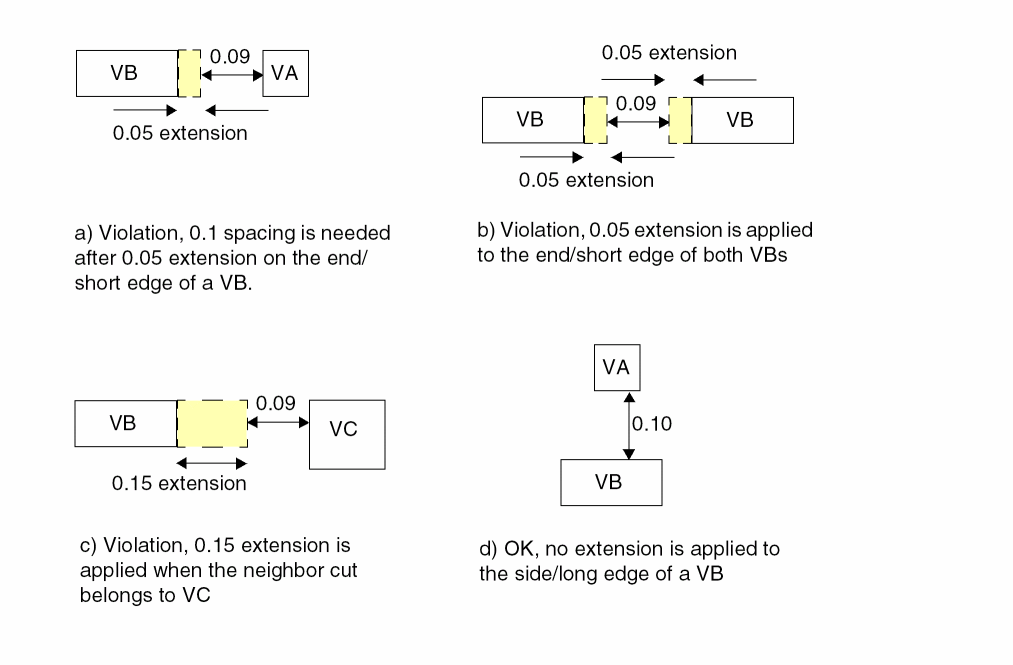 0.09
VB
VA
0.05 extension
a) Violation, 0.1 spacing is needed
after 0.05 extension on the end/
short edge of a VB.
0.05 extension
0.09
VB
VB
0.05 extension
b) Violation, 0.05 extension is applied
to the end/short edge of both VBs
0.09
VB
VC
0.15 extension
c) Violation, 0.15 extension is
applied when the neighbor cut
belongs to VC
VA
0.10
VB
d) OK, no extension is applied to
the side/long edge of a VB